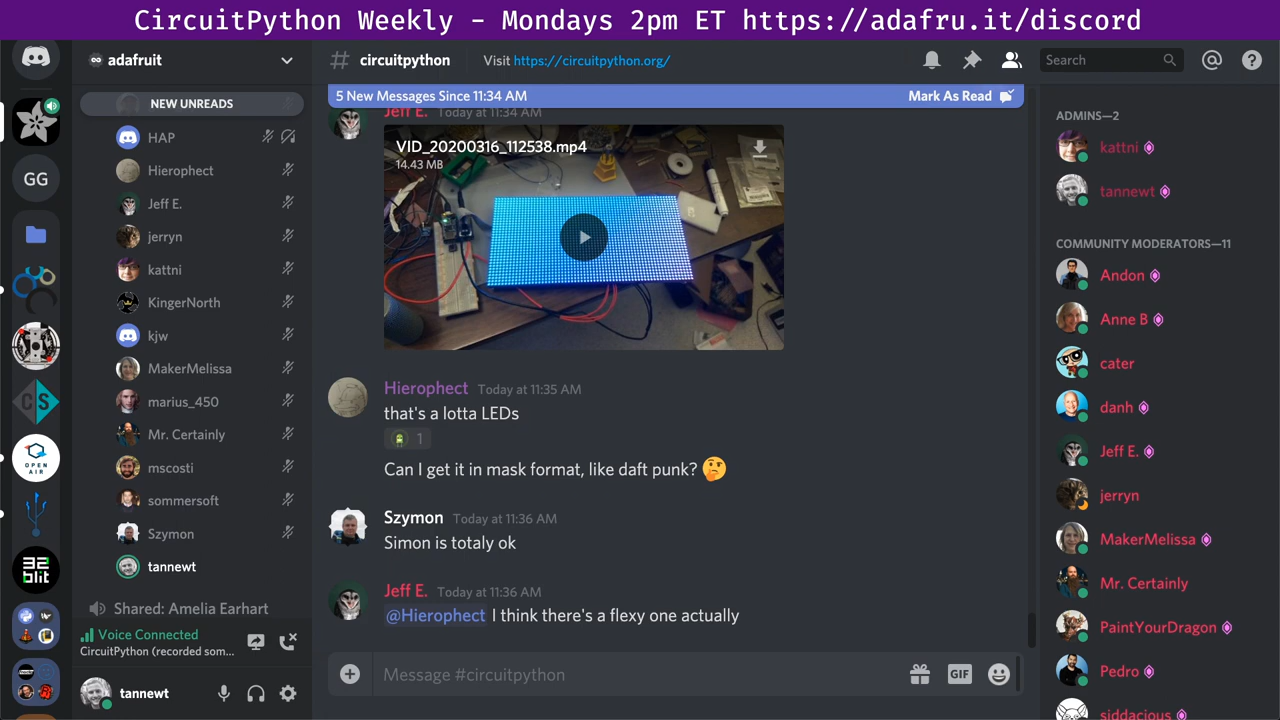 CircuitPython Weekly - Mondays 2pm ET https://adafru.it/discord
adafruit
# circuitpython
Visit https://circuitpython.org/
Search
NEW UNREADS
HAP
Hierophect
Jeff E.
jerryn
kattni
KingerNorth
kjw
MakerMelissa
marius_450
Mr. Certainly
mscosti
sommersoft
Szymon
tannewt
Shared: Amelia Earhart
Voice Connected
CircuitPython (recorded som...
tannewt
GG
CS
OPEN
AIR
32
blit
5 New Messages Since 11:34 AM
Mark As Read
Jeff E. Today at 11:34 AM
VID_20200316_112538.mp4
14.43 MB
Hierophect Today at 11:35 AM
that's a lotta LEDs
1
Can I get it in mask format, like daft punk? 🤔
Szymon Today at 11:36 AM
Simon is totaly ok
Jeff E. Today at 11:36 AM
@Hierophect I think there's a flexy one actually
Message #circuitpython
GIF
ADMINS—2
kattni
tannewt
COMMUNITY MODERATORS—11
Andon
Anne B
cater
danh
Jeff E.
jerryn
MakerMelissa
Mr. Certainly
PaintYourDragon
Pedro
siddacious